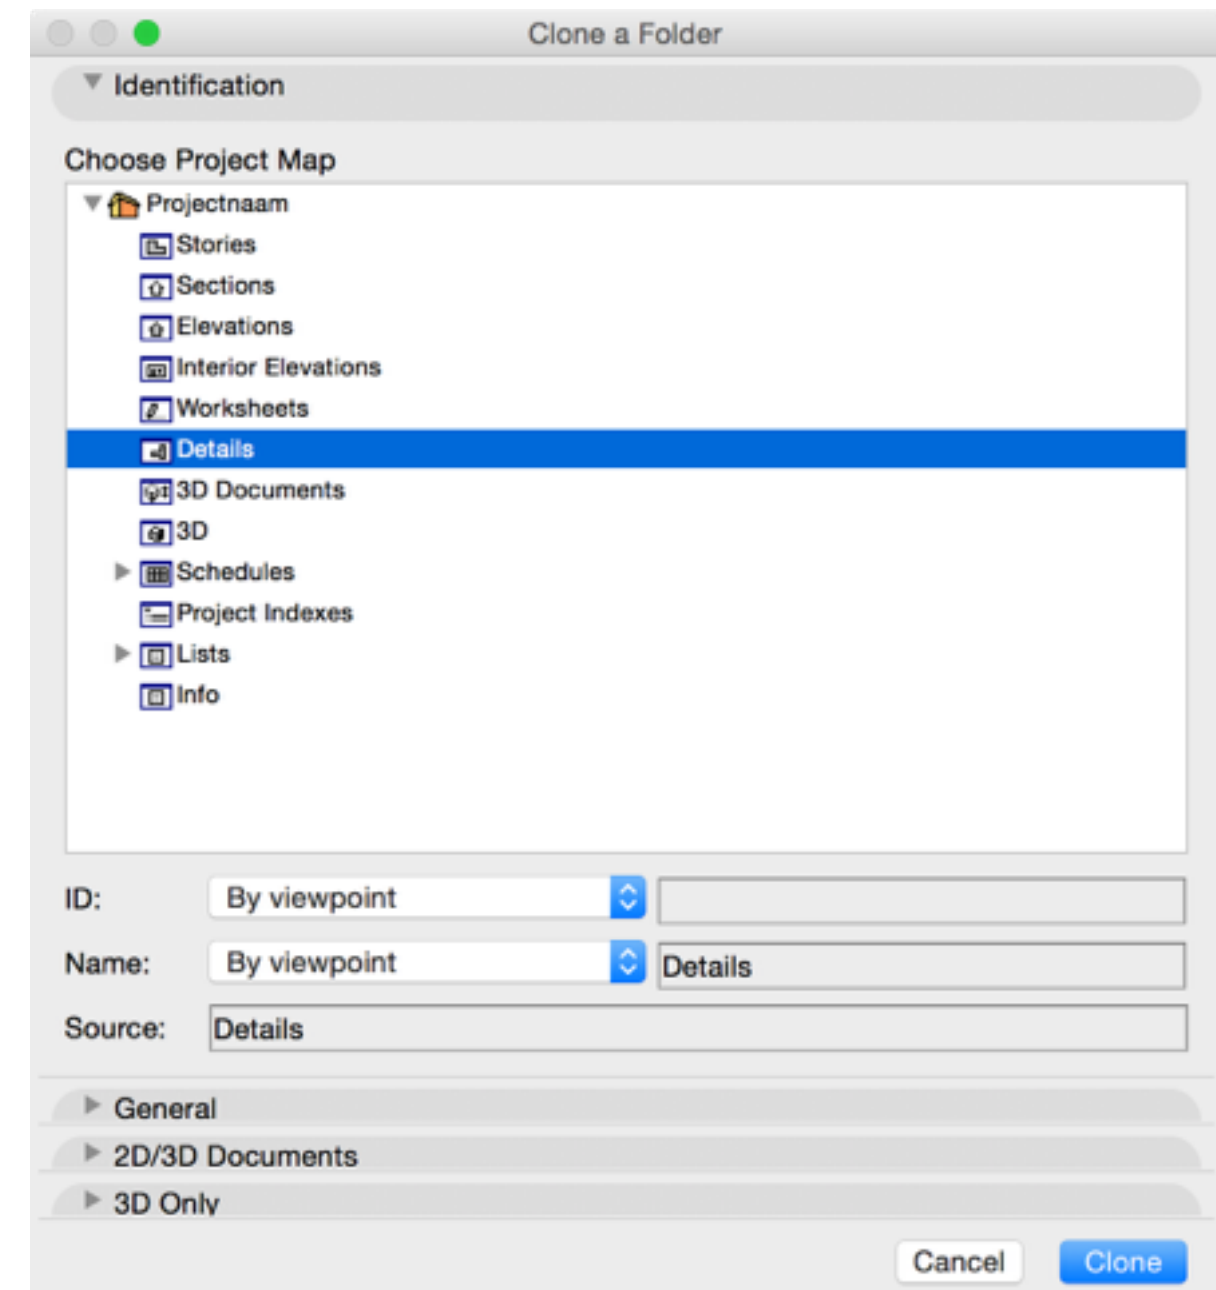 Clone a Folder
Identification
Choose Project Map
Projectnaam
Stories
Sections
Elevations
Interior Elevations
Worksheets
Details
3D Documents
3D
Schedules
Project Indexes
Lists
Info
ID: By viewpoint
Name: By viewpoint Details
Source: Details
General
2D/3D Documents
3D Only
Cancel Clone